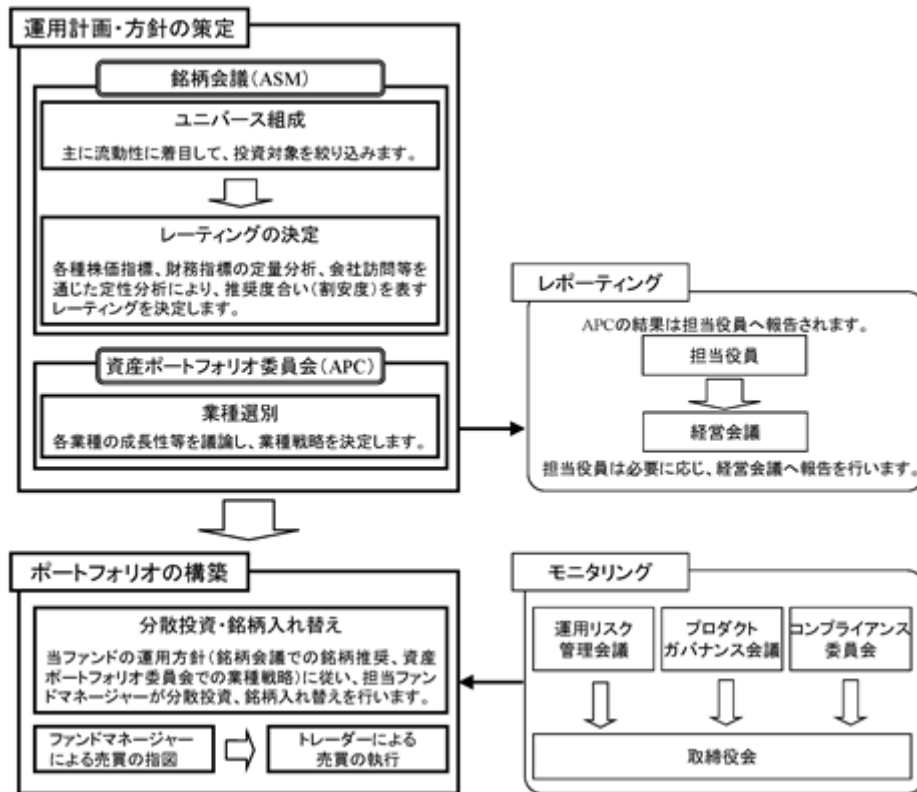 運用計画・方針の策定
銘柄会議(ASM)
ユニバース組成
主に流動性に着目して、投資対象を絞り込みます。
レーティングの決定
各種株価指標、財務指標の定量分析、会社訪問等を
通じた定性分析により、推奨度合い(割安度)を表す
レーティングを決定します。
資産ポートフォリオ委員会(APC)
業種選別
各業種の成長性等を議論し、業種戦略を決定します。
レポーティング
APCの結果は担当役員へ報告されます。
担当役員
経営会議
担当役員は必要に応じ、経営会議へ報告を行います。
ポートフォリオの構築
分散投資・銘柄入れ替え
当ファンドの運用方針(銘柄会議での銘柄推奨、資産
ポートフォリオ委員会での業種戦略)に従い、担当ファン
ドマネージャーが分散投資、銘柄入れ替えを行います。
ファンドマネージャー
による売買の指図
トレーダーによる
売買の執行
モニタリング
運用リスク
管理会議
プロダクト
ガバナンス会議
コンプライアンス
委員会
取締役会